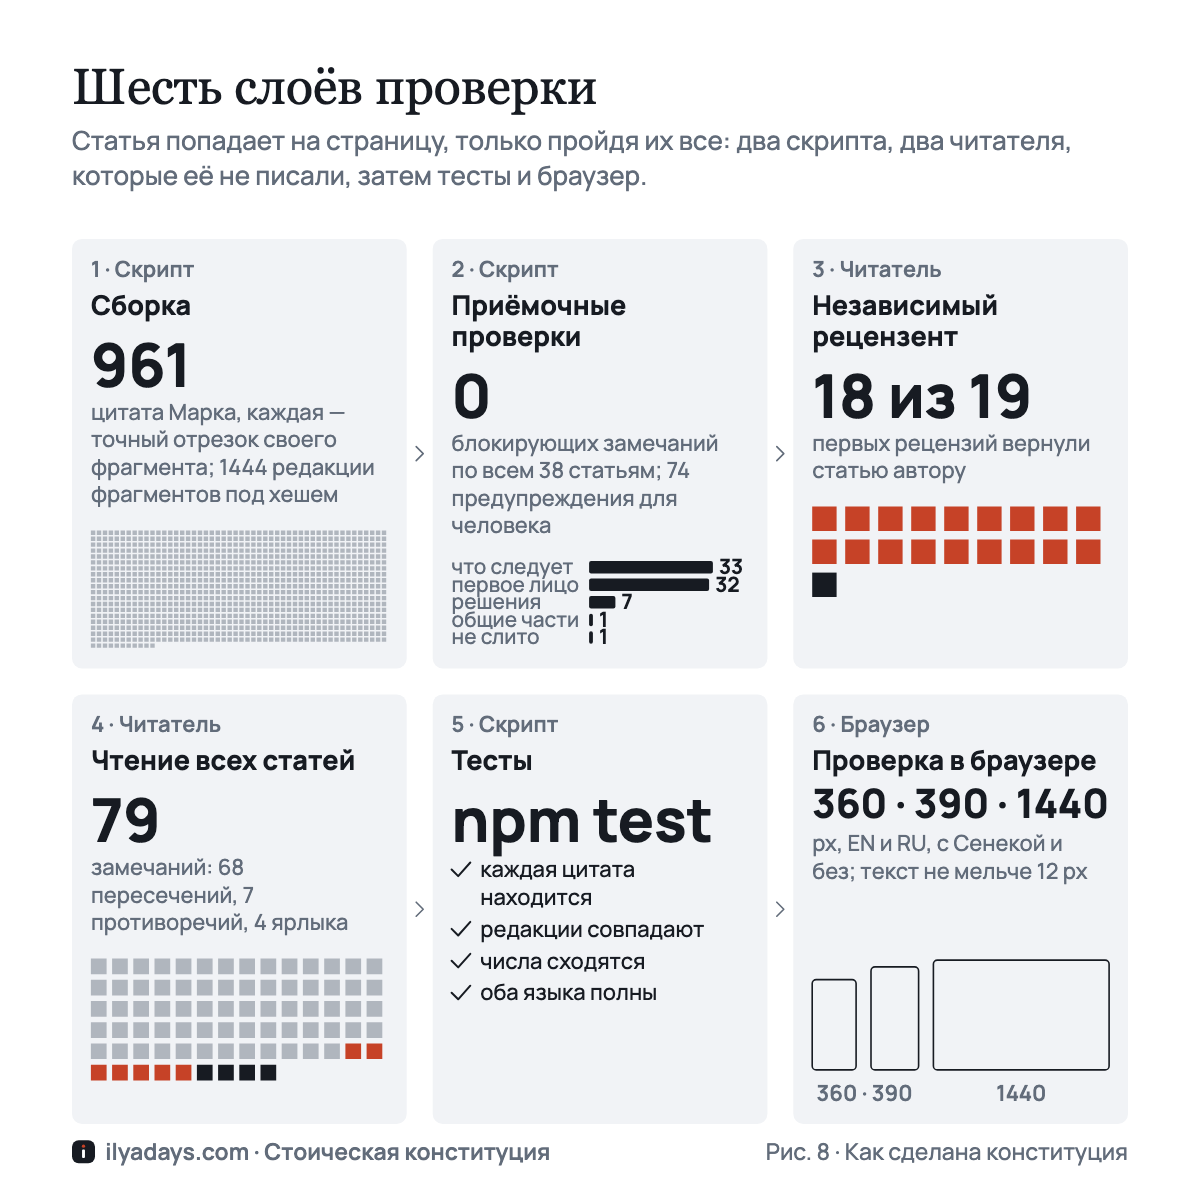 Шесть слоёв проверки
Статья попадает на страницу, только пройдя их все: два скрипта, два читателя,
которые её не писали, затем тесты и браузер.
1 · Скрипт
Сборка
961
цитата Марка, каждая —
точный отрезок своего
фрагмента; 1444 редакции
фрагментов под хешем
2 · Скрипт
Приёмочные
проверки
0
блокирующих замечаний
по всем 38 статьям; 74
предупреждения для
человека
что следует 33
первое лицо 32
решения 7
общие части 1
не слито 1
3 · Читатель
Независимый
рецензент
18 из 19
первых рецензий вернули
статью автору
4 · Читатель
Чтение всех статей
79
замечаний: 68
пересечений, 7
противоречий, 4 ярлыка
5 · Скрипт
Тесты
npm test
каждая цитата
находится
редакции совпадают
числа сходятся
оба языка полны
6 · Браузер
Проверка в браузере
360 · 390 · 1440
px, EN и RU, с Сенекой и
без; текст не мельче 12 px
360 · 390 1440
i ilyadays.com · Стоическая конституция
Рис. 8 · Как сделана конституция